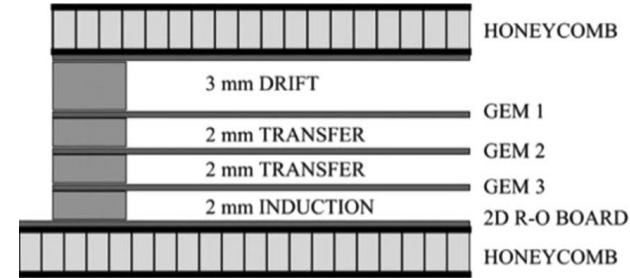 HONEYCOMB
3 mm DRIFT
GEM 1
2 mm TRANSFER
GEM 2
2 mm TRANSFER
GEM 3
2 mm INDUCTION
2D R-O BOARD
HONEYCOMB